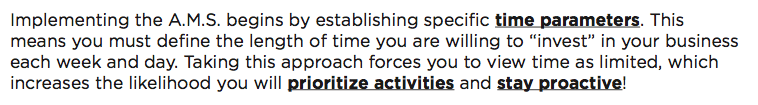 Implementing the A.M.S. begins by establishing specific time parameters. This
means you must define the length of time you are willing to “invest” in your business
each week and day. Taking this approach forces you to view time as limited, which
increases the likelihood you will prioritize activities and stay proactive!